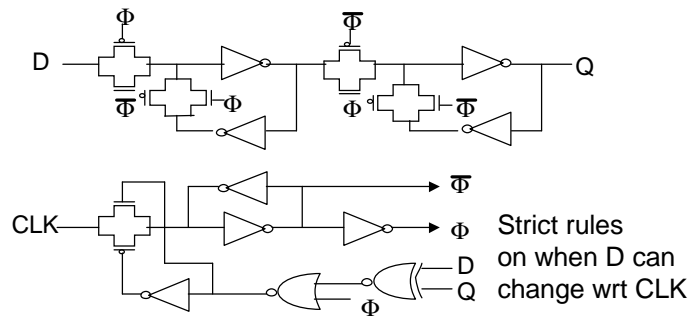 Φ Φ̅
D Q
Φ̅ Φ Φ Φ̅
Φ̅
CLK Φ Strict rules
on when D can
D change wrt CLK
Q
Φ